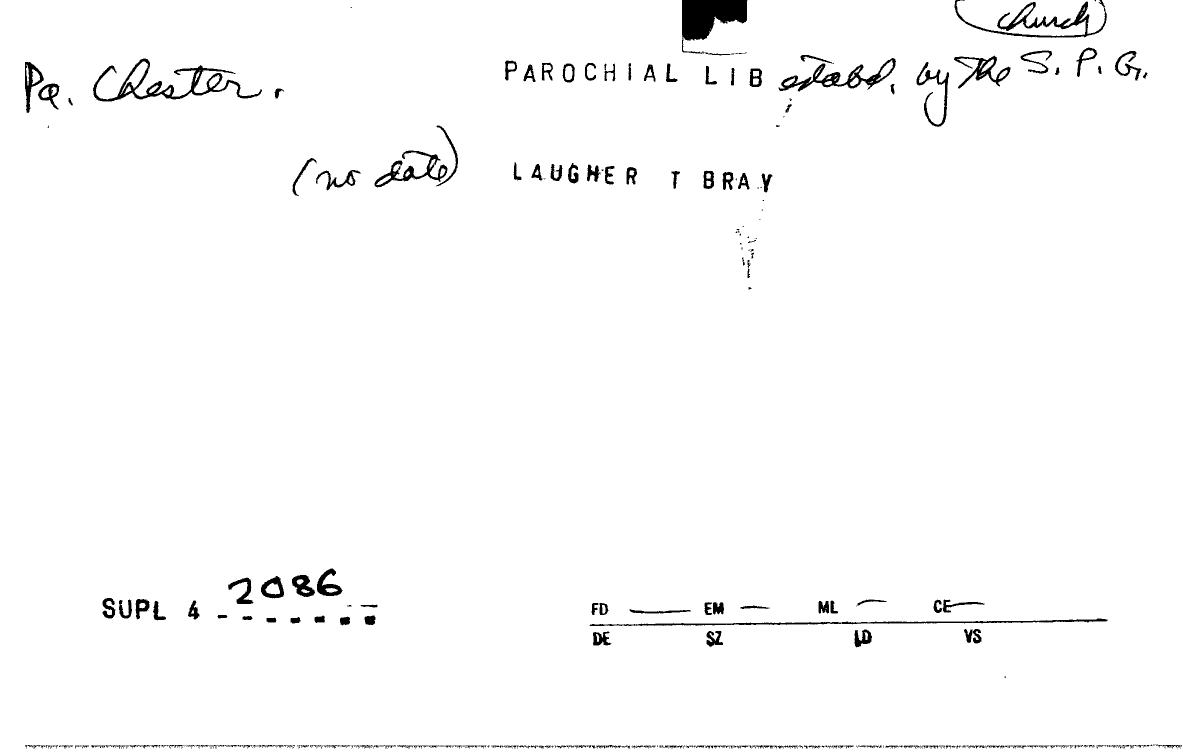 church
Pa. Chester. PAROCHIAL LIB estabd. by the S. P. G.
(no date) LAUGHER T BRAY
SUPL 4 2086
FD EM ML CE
DE SZ LD VS